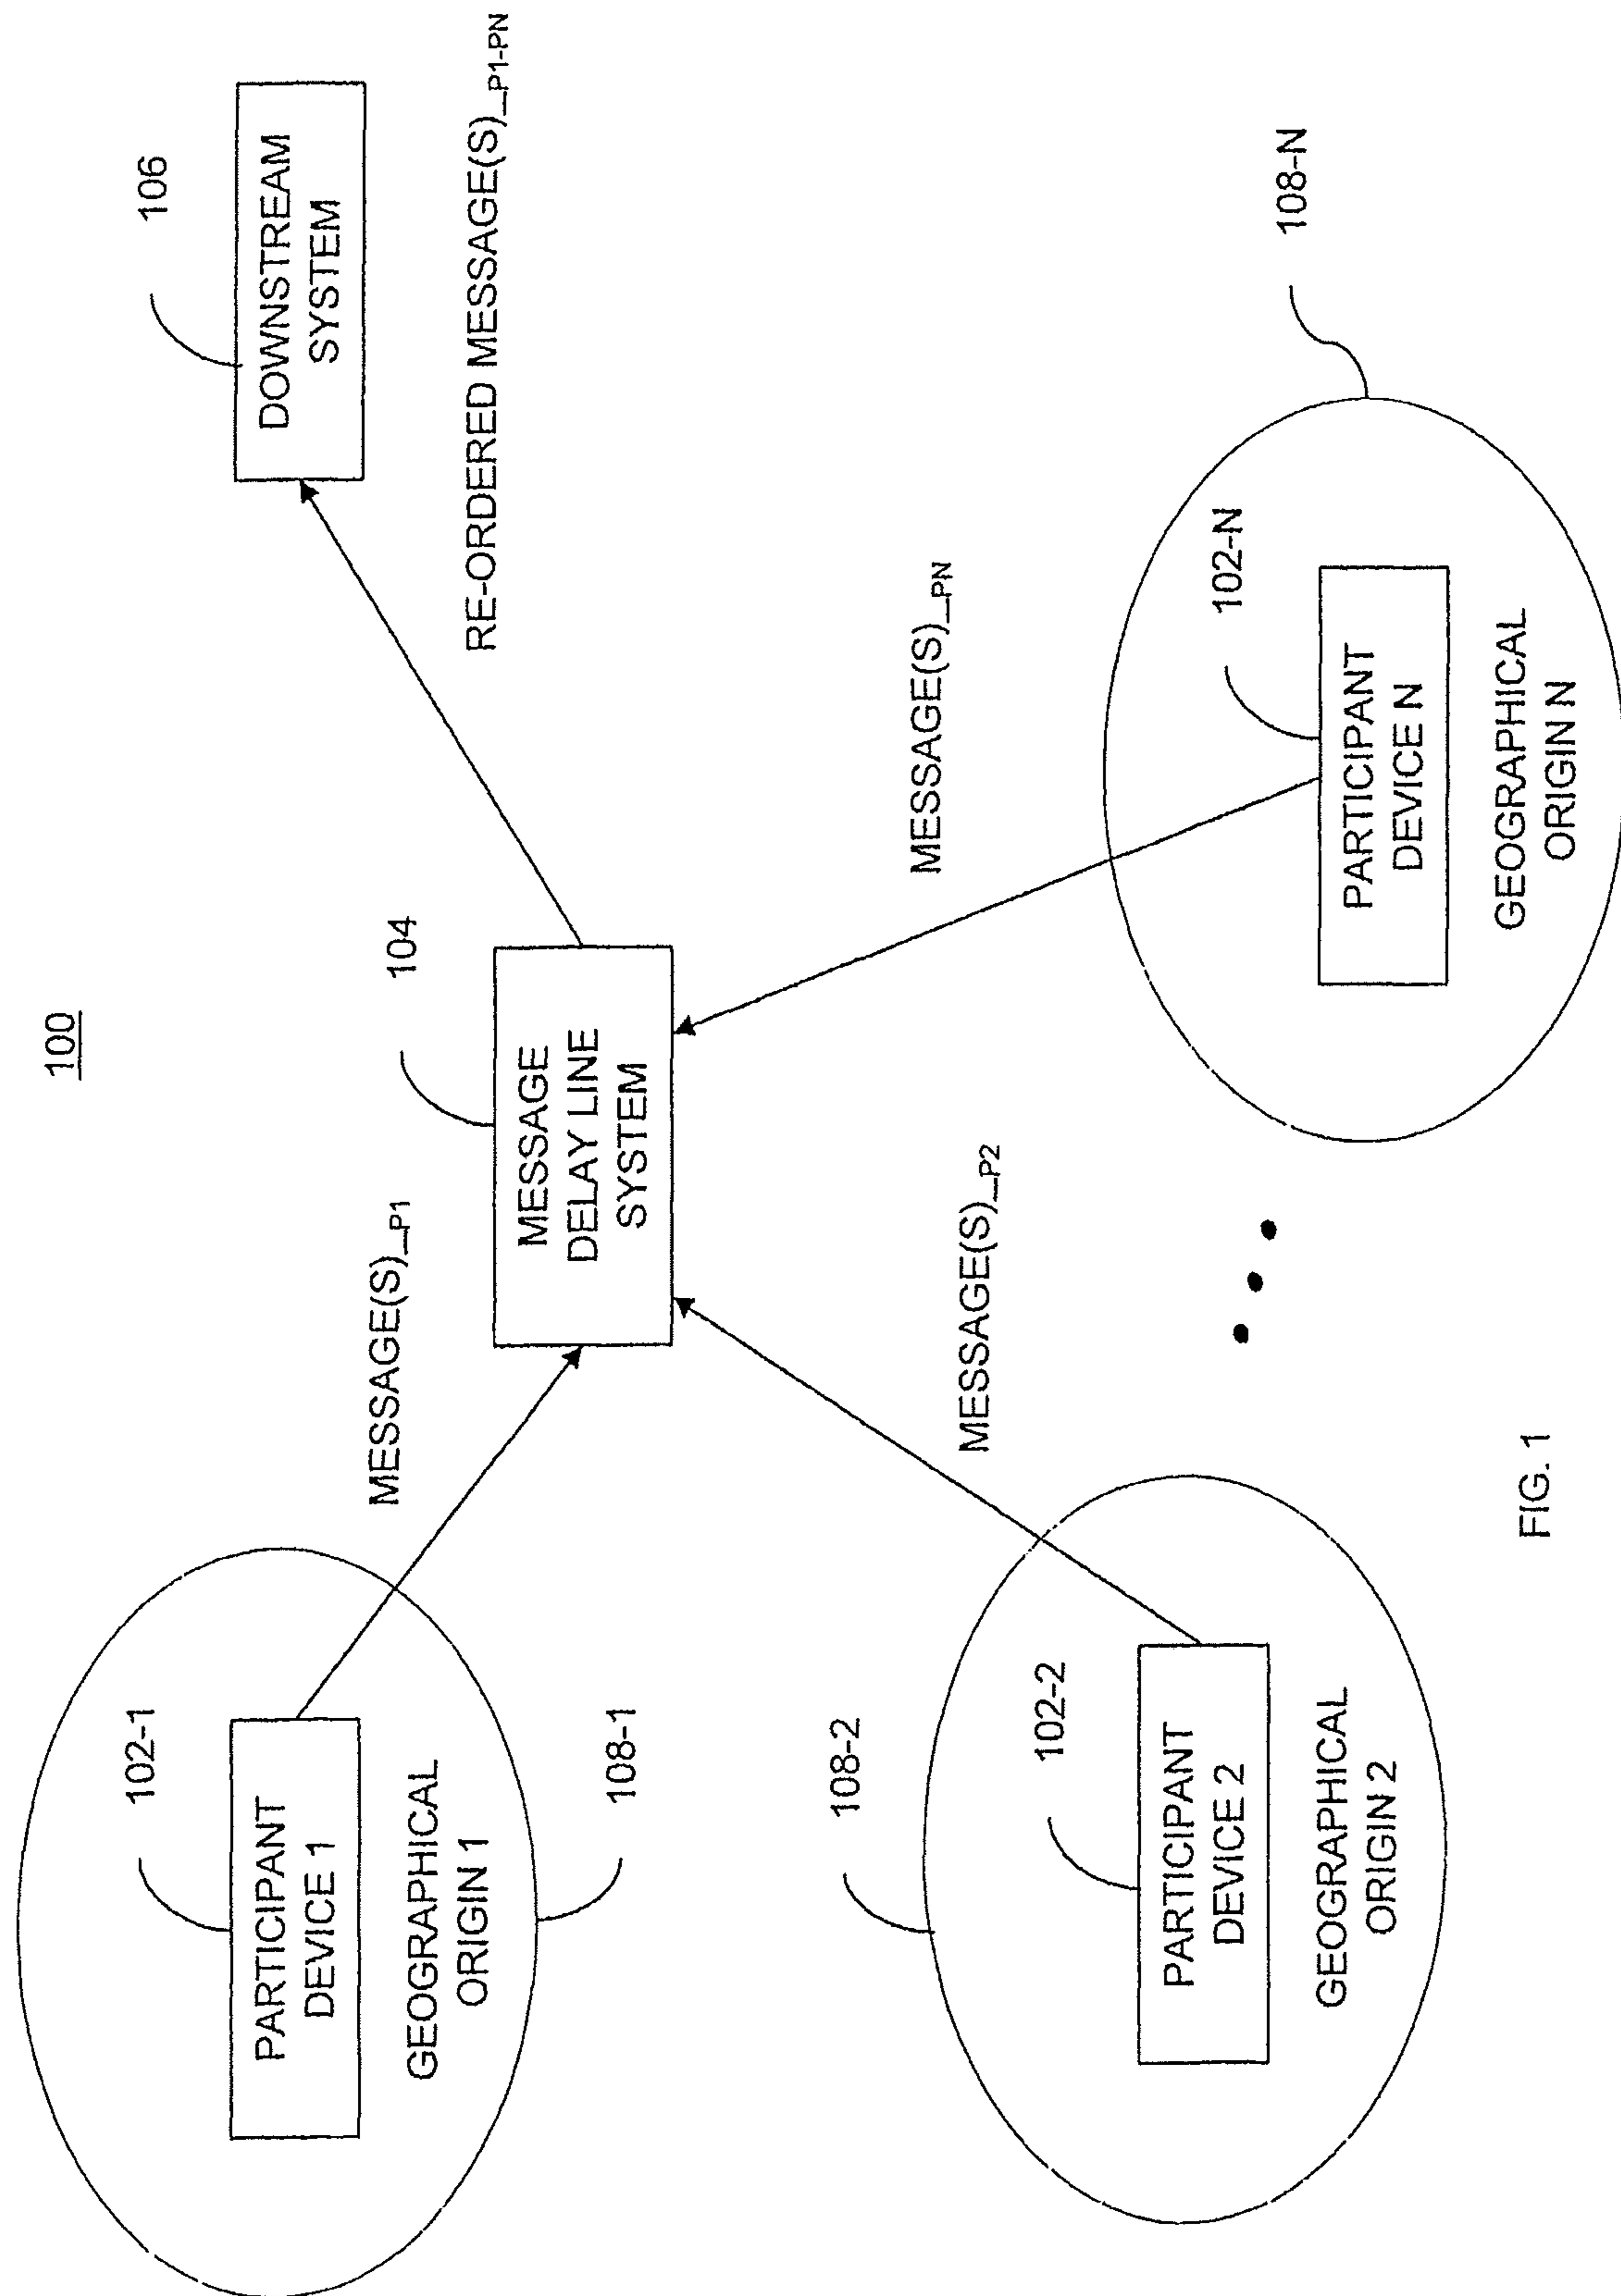 100
102-1
PARTICIPANT
DEVICE 1
GEOGRAPHICAL
ORIGIN 1
108-1
MESSAGE(S)_P1
104
MESSAGE
DELAY LINE
SYSTEM
106
DOWNSTREAM
SYSTEM
RE-ORDERED MESSAGE(S)_P1-PN
108-2
102-2
PARTICIPANT
DEVICE 2
GEOGRAPHICAL
ORIGIN 2
MESSAGE(S)_P2
MESSAGE(S)_PN
108-N
102-N
PARTICIPANT
DEVICE N
GEOGRAPHICAL
ORIGIN N
FIG. 1